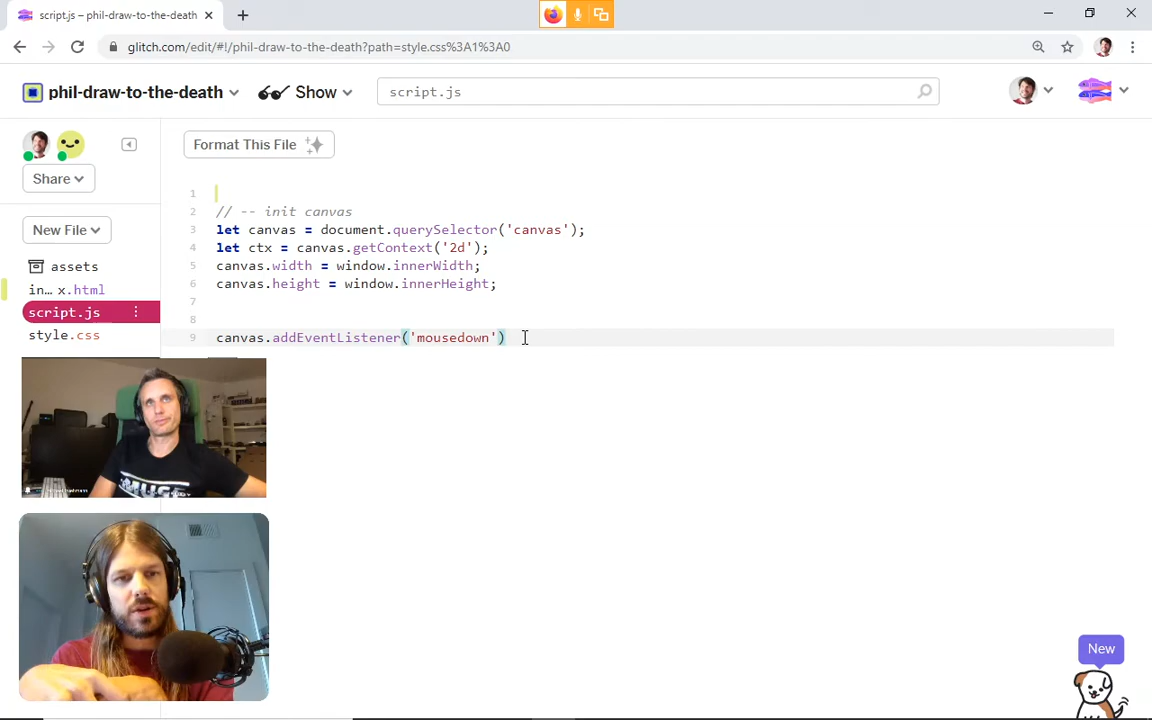 script.js – phil-draw-to-the-death
glitch.com/edit/#!/phil-draw-to-the-death?path=style.css%3A1%3A0
phil-draw-to-the-death
Show
script.js
Share
New File
assets
in… x.html
script.js
style.css
Format This File
1
2 // -- init canvas
3 let canvas = document.querySelector('canvas');
4 let ctx = canvas.getContext('2d');
5 canvas.width = window.innerWidth;
6 canvas.height = window.innerHeight;
7
8
9 canvas.addEventListener('mousedown')
MUSE
New